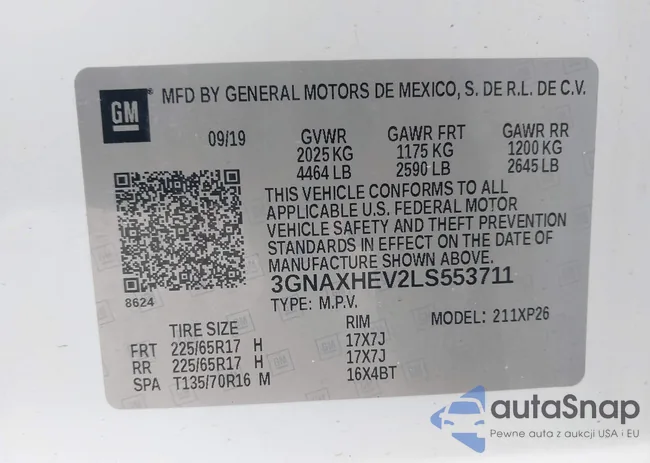 GM
MFD BY GENERAL MOTORS DE MEXICO, S. DE R.L. DE C.V.
09/19 GVWR GAWR FRT GAWR RR
2025 KG 1175 KG 1200 KG
4464 LB 2590 LB 2645 LB
THIS VEHICLE CONFORMS TO ALL
APPLICABLE U.S. FEDERAL MOTOR
VEHICLE SAFETY AND THEFT PREVENTION
STANDARDS IN EFFECT ON THE DATE OF
MANUFACTURE SHOWN ABOVE.
8624
3GNAXHEV2LS553711
TYPE: M.P.V.
MODEL: 211XP26
TIRE SIZE RIM
FRT 225/65R17 H 17X7J
RR 225/65R17 H 17X7J
SPA T135/70R16 M 16X4BT
autaSnap
Pewne auta z aukcji USA i EU